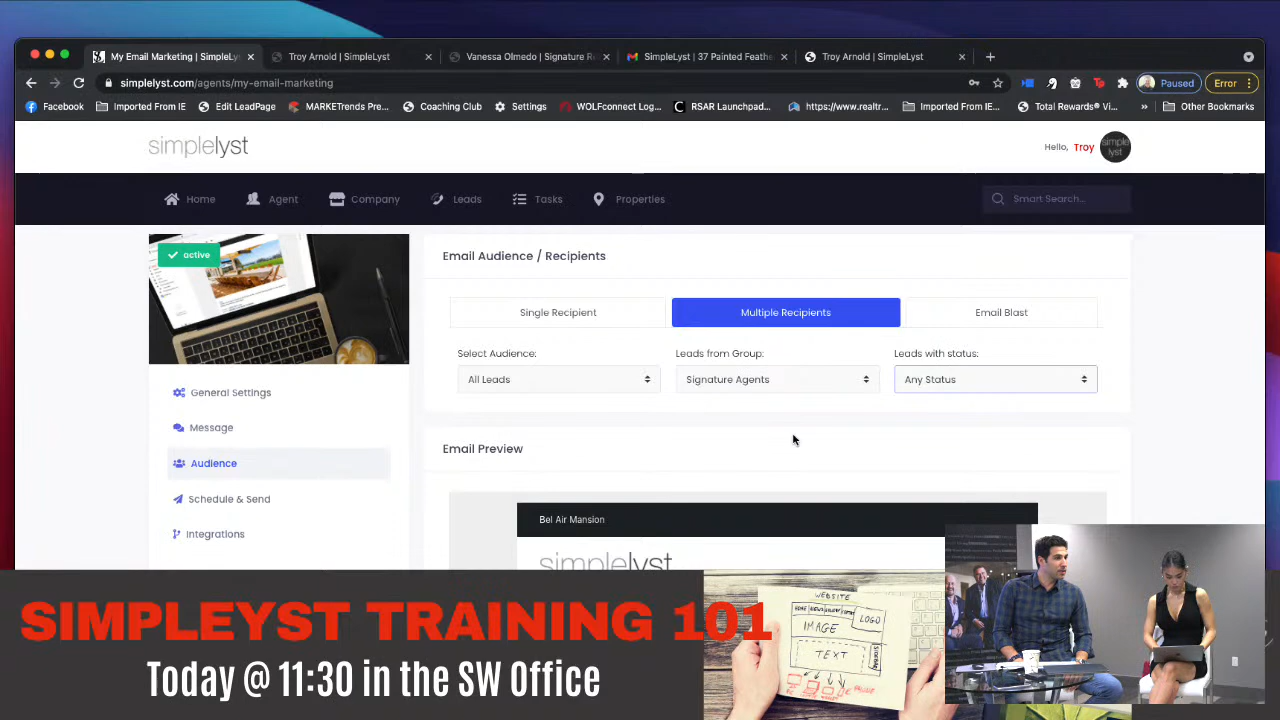 My Email Marketing | SimpleLy
Troy Arnold | SimpleLyst
Vanessa Olmedo | Signature Re
SimpleLyst | 37 Painted Feathe
Troy Arnold | SimpleLyst
simplelyst.com/agents/my-email-marketing
Paused
Error
Facebook
Imported From IE
Edit LeadPage
MARKETrends Pre...
Coaching Club
Settings
WOLFconnect Log...
RSAR Launchpad...
https://www.realtr...
Imported From IE...
Total Rewards® Vi...
Other Bookmarks
simplelyst
Hello, Troy
simple
lyst
Home
Agent
Company
Leads
Tasks
Properties
Smart Search...
active
Email Audience / Recipients
Single Recipient
Multiple Recipients
Email Blast
Select Audience:
Leads from Group:
Leads with status:
All Leads
Signature Agents
Any Status
General Settings
Message
Audience
Schedule & Send
Integrations
Email Preview
Bel Air Mansion
simplelyst
SIMPLEYST TRAINING 101
Today @ 11:30 in the SW Office
WEBSITE
HOME
LOGO
IMAGE
TEXT